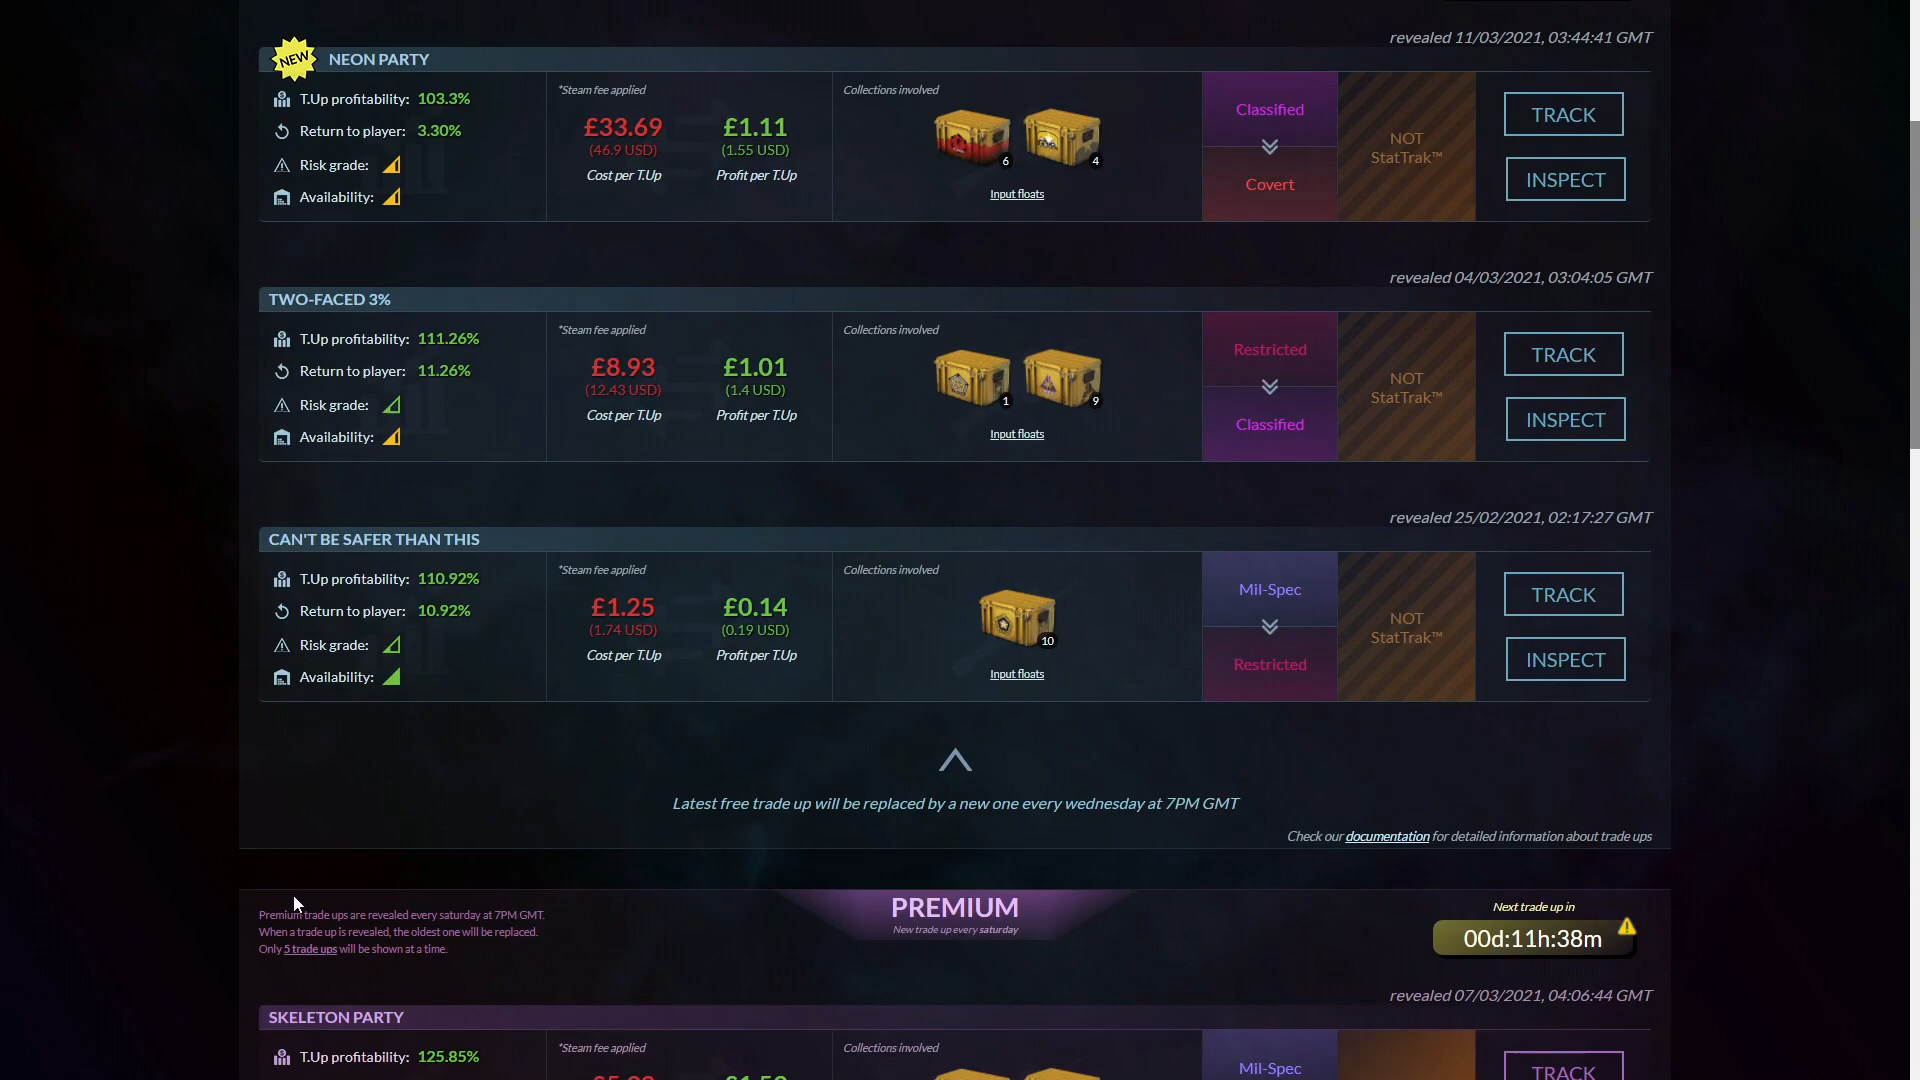 revealed 11/03/2021, 03:44:41 GMT
NEW NEON PARTY
T.Up profitability: 103.3%
Return to player: 3.30%
Risk grade:
Availability:
*Steam fee applied
£33.69
(46.9 USD)
Cost per T.Up
£1.11
(1.55 USD)
Profit per T.Up
Collections involved
6
4
Input floats
Classified
Covert
NOT
StatTrak™
TRACK
INSPECT
revealed 04/03/2021, 03:04:05 GMT
TWO-FACED 3%
T.Up profitability: 111.26%
Return to player: 11.26%
Risk grade:
Availability:
*Steam fee applied
£8.93
(12.43 USD)
Cost per T.Up
£1.01
(1.4 USD)
Profit per T.Up
Collections involved
1
9
Input floats
Restricted
Classified
NOT
StatTrak™
TRACK
INSPECT
revealed 25/02/2021, 02:17:27 GMT
CAN'T BE SAFER THAN THIS
T.Up profitability: 110.92%
Return to player: 10.92%
Risk grade:
Availability:
*Steam fee applied
£1.25
(1.74 USD)
Cost per T.Up
£0.14
(0.19 USD)
Profit per T.Up
Collections involved
10
Input floats
Mil-Spec
Restricted
NOT
StatTrak™
TRACK
INSPECT
Latest free trade up will be replaced by a new one every wednesday at 7PM GMT
Check our documentation for detailed information about trade ups
Premium trade ups are revealed every saturday at 7PM GMT.
When a trade up is revealed, the oldest one will be replaced.
Only 5 trade ups will be shown at a time.
PREMIUM
New trade up every saturday
Next trade up in
00d:11h:38m
revealed 07/03/2021, 04:06:44 GMT
SKELETON PARTY
T.Up profitability: 125.85%
*Steam fee applied
Collections involved
Mil-Spec
TRACK